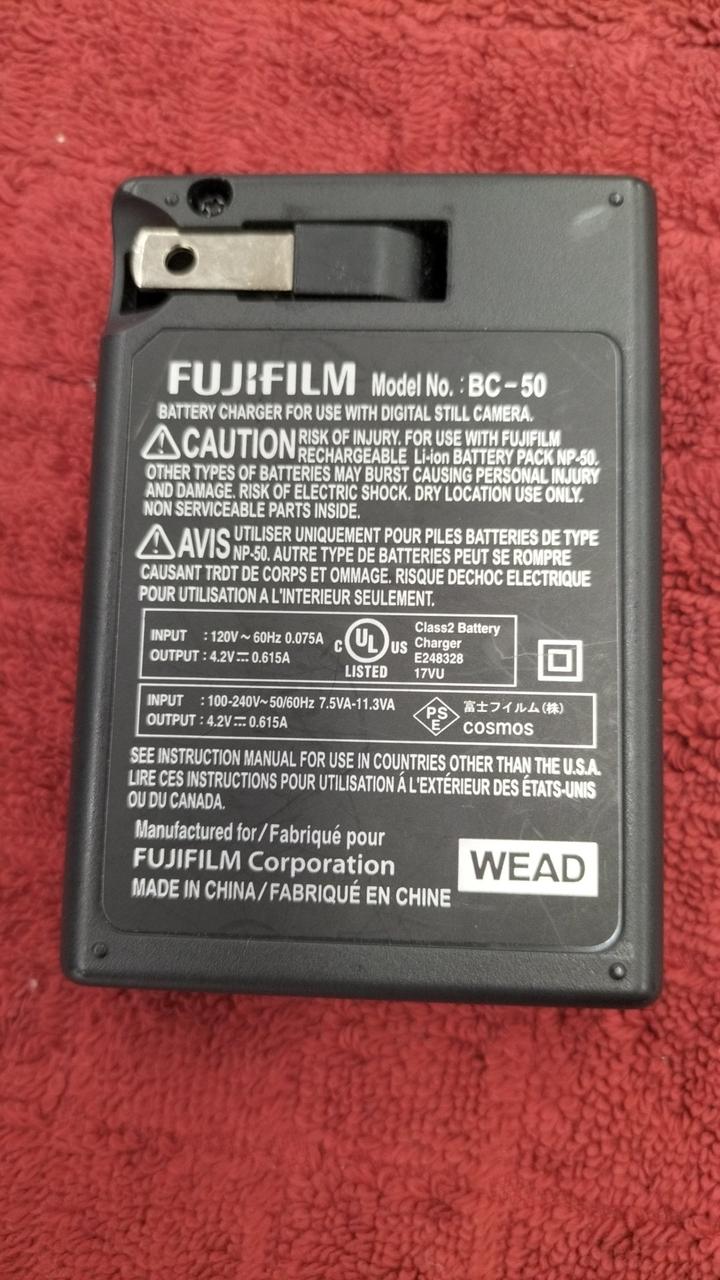 FUJIFILM Model No. : BC-50
BATTERY CHARGER FOR USE WITH DIGITAL STILL CAMERA.
CAUTION RISK OF INJURY. FOR USE WITH FUJIFILM
RECHARGEABLE Li-ion BATTERY PACK NP-50.
OTHER TYPES OF BATTERIES MAY BURST CAUSING PERSONAL INJURY
AND DAMAGE. RISK OF ELECTRIC SHOCK. DRY LOCATION USE ONLY.
NON SERVICEABLE PARTS INSIDE.
AVIS UTILISER UNIQUEMENT POUR PILES BATTERIES DE TYPE
NP-50. AUTRE TYPE DE BATTERIES PEUT SE ROMPRE
CAUSANT TRDT DE CORPS ET OMMAGE. RISQUE DECHOC ELECTRIQUE
POUR UTILISATION A L'INTERIEUR SEULEMENT.
INPUT : 120V~60Hz 0.075A
OUTPUT : 4.2V⎓0.615A
C UL US
LISTED
Class2 Battery
Charger
E248328
17VU
INPUT : 100-240V~50/60Hz 7.5VA-11.3VA
OUTPUT : 4.2V⎓0.615A
PS
E
富士フイルム(株)
cosmos
SEE INSTRUCTION MANUAL FOR USE IN COUNTRIES OTHER THAN THE U.S.A.
LIRE CES INSTRUCTIONS POUR UTILISATION Á L'EXTÉRIEUR DES ÉTATS-UNIS
OU DU CANADA.
Manufactured for/Fabriqué pour
FUJIFILM Corporation
MADE IN CHINA/FABRIQUÉ EN CHINE
WEAD